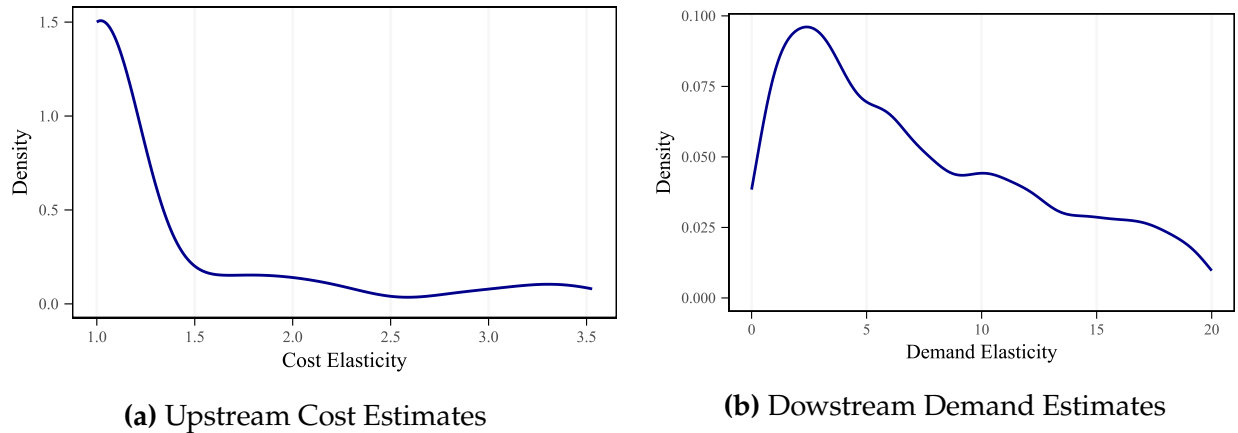 1.5
1.0
0.5
0.0
Density
1.0 1.5 2.0 2.5 3.0 3.5
Cost Elasticity
(a) Upstream Cost Estimates
0.100
0.075
0.050
0.025
0.000
Density
0 5 10 15 20
Demand Elasticity
(b) Dowstream Demand Estimates